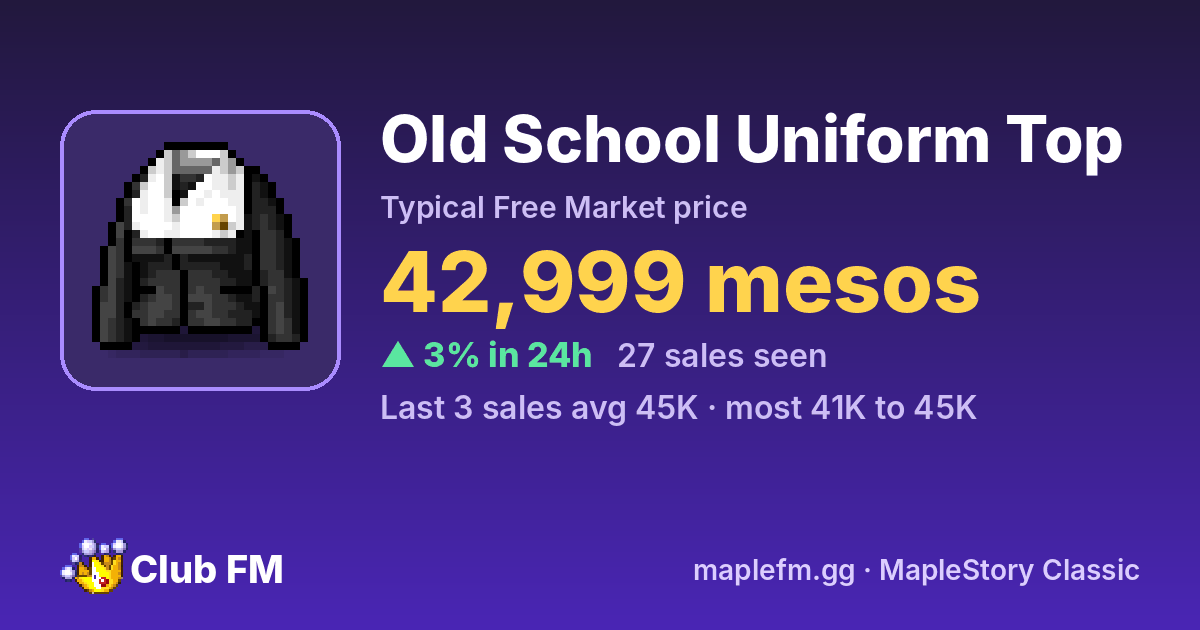 Old School Uniform Top
Typical Free Market price
42,999 mesos
▲ 3% in 24h 27 sales seen
Last 3 sales avg 45K · most 41K to 45K
Club FM
maplefm.gg · MapleStory Classic